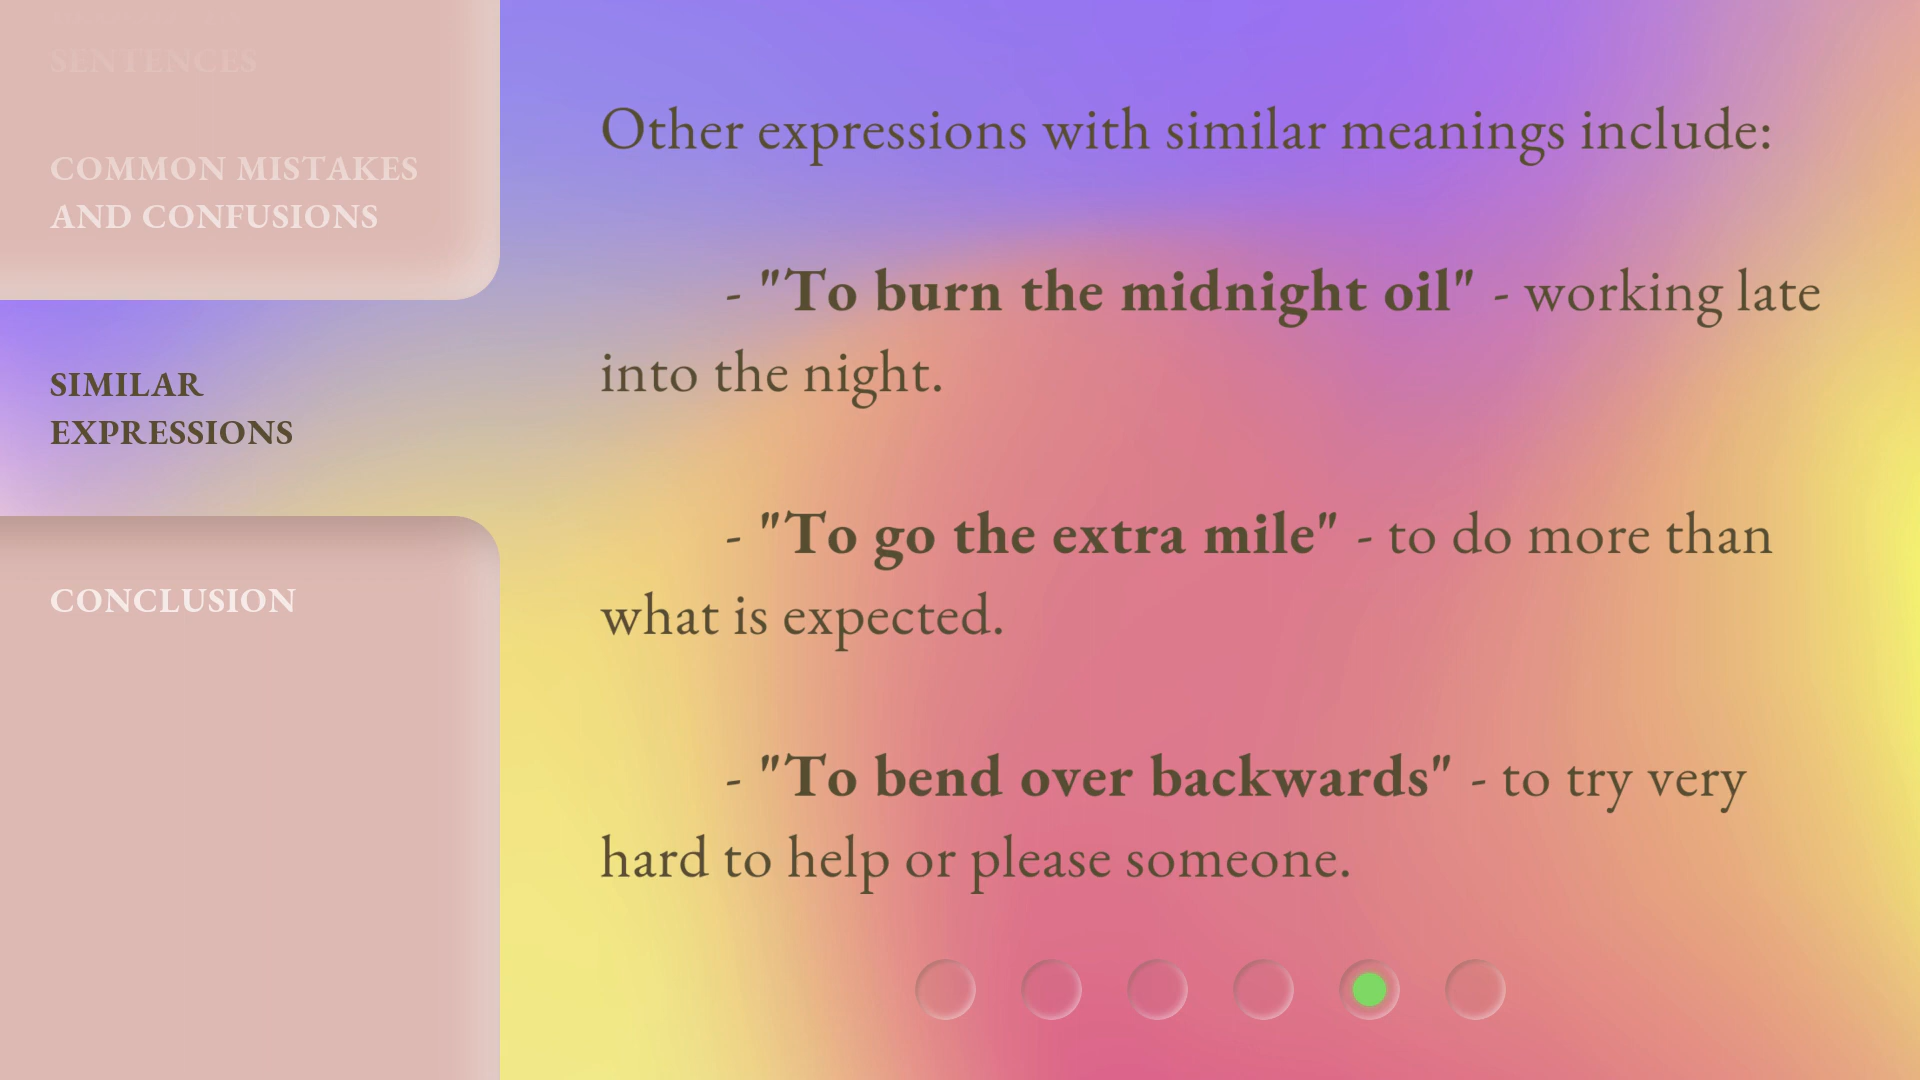 SENTENCES
COMMON MISTAKES
AND CONFUSIONS
SIMILAR
EXPRESSIONS
CONCLUSION
Other expressions with similar meanings include:
- "To burn the midnight oil" - working late
into the night.
- "To go the extra mile" - to do more than
what is expected.
- "To bend over backwards" - to try very
hard to help or please someone.